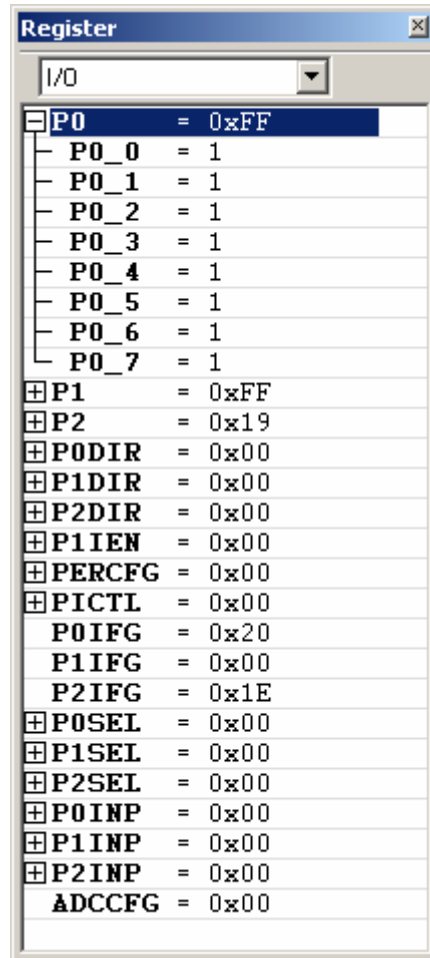 Register
I/O
P0 = 0xFF
P0_0 = 1
P0_1 = 1
P0_2 = 1
P0_3 = 1
P0_4 = 1
P0_5 = 1
P0_6 = 1
P0_7 = 1
P1 = 0xFF
P2 = 0x19
P0DIR = 0x00
P1DIR = 0x00
P2DIR = 0x00
P1IEN = 0x00
PERCFG = 0x00
PICTL = 0x00
P0IFG = 0x20
P1IFG = 0x00
P2IFG = 0x1E
P0SEL = 0x00
P1SEL = 0x00
P2SEL = 0x00
P0INP = 0x00
P1INP = 0x00
P2INP = 0x00
ADCCFG = 0x00